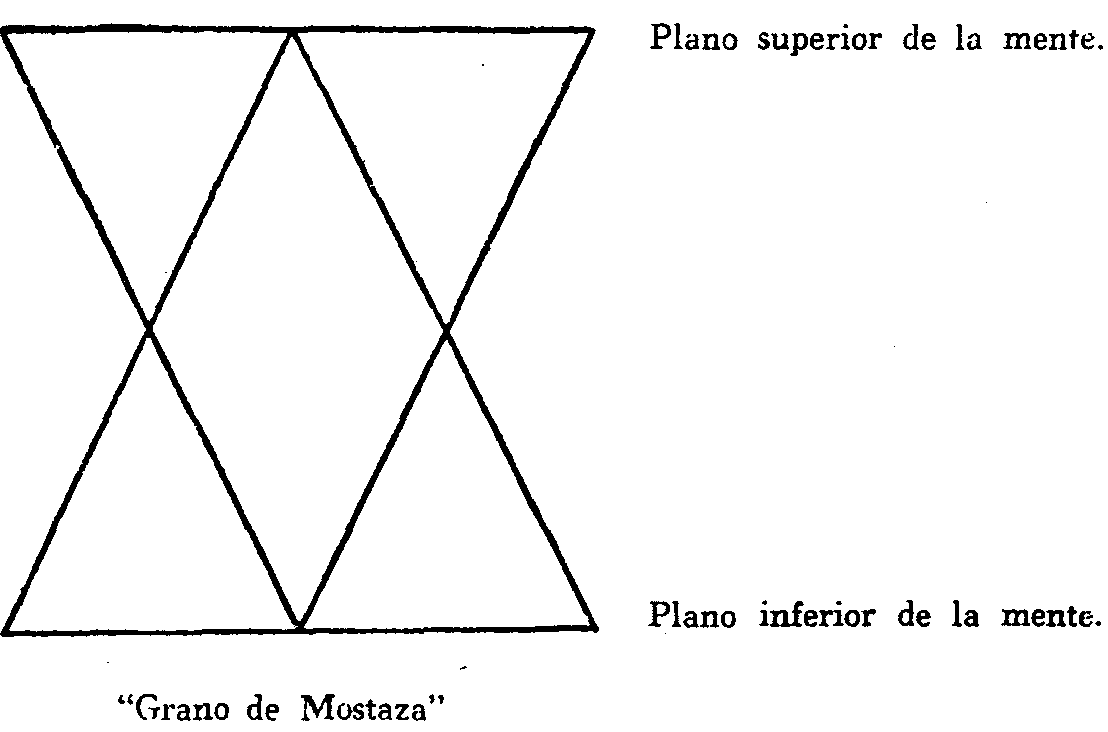 Plano superior de la mente.
Plano inferior de la mente.
“Grano de Mostaza”